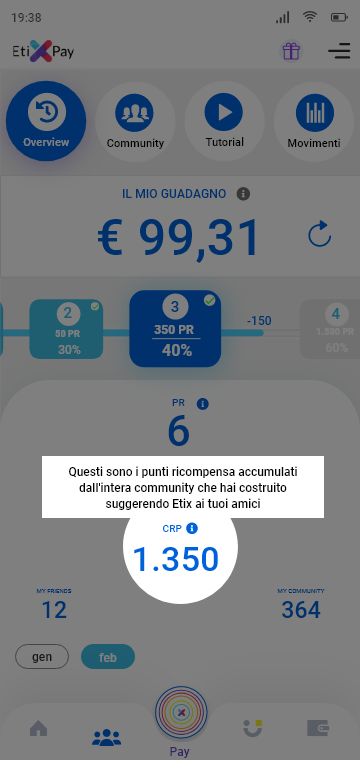 19:38
Eti Pay
Overview
Community
Tutorial
Movimenti
IL MIO GUADAGNO
€ 99,31
2
50 PR
30%
3
350 PR
40%
-150
4
1.500 PR
60%
PR
6
Questi sono i punti ricompensa accumulati
dall'intera community che hai costruito
suggerendo Etix ai tuoi amici
CRP
1.350
MY FRIENDS
12
MY COMMUNITY
364
gen
feb
Pay